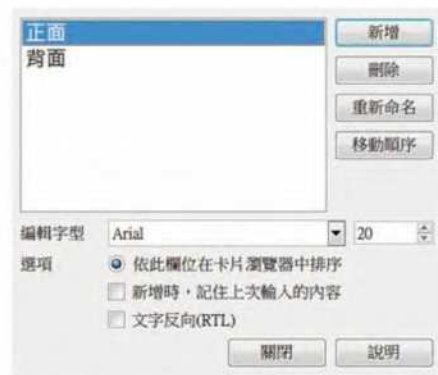 正面
背面
新增
刪除
重新命名
移動順序
編輯字型 Arial 20
選項 依此欄位在卡片瀏覽器中排序
新增時，記住上次輸入的內容
文字反向(RTL)
關閉 說明